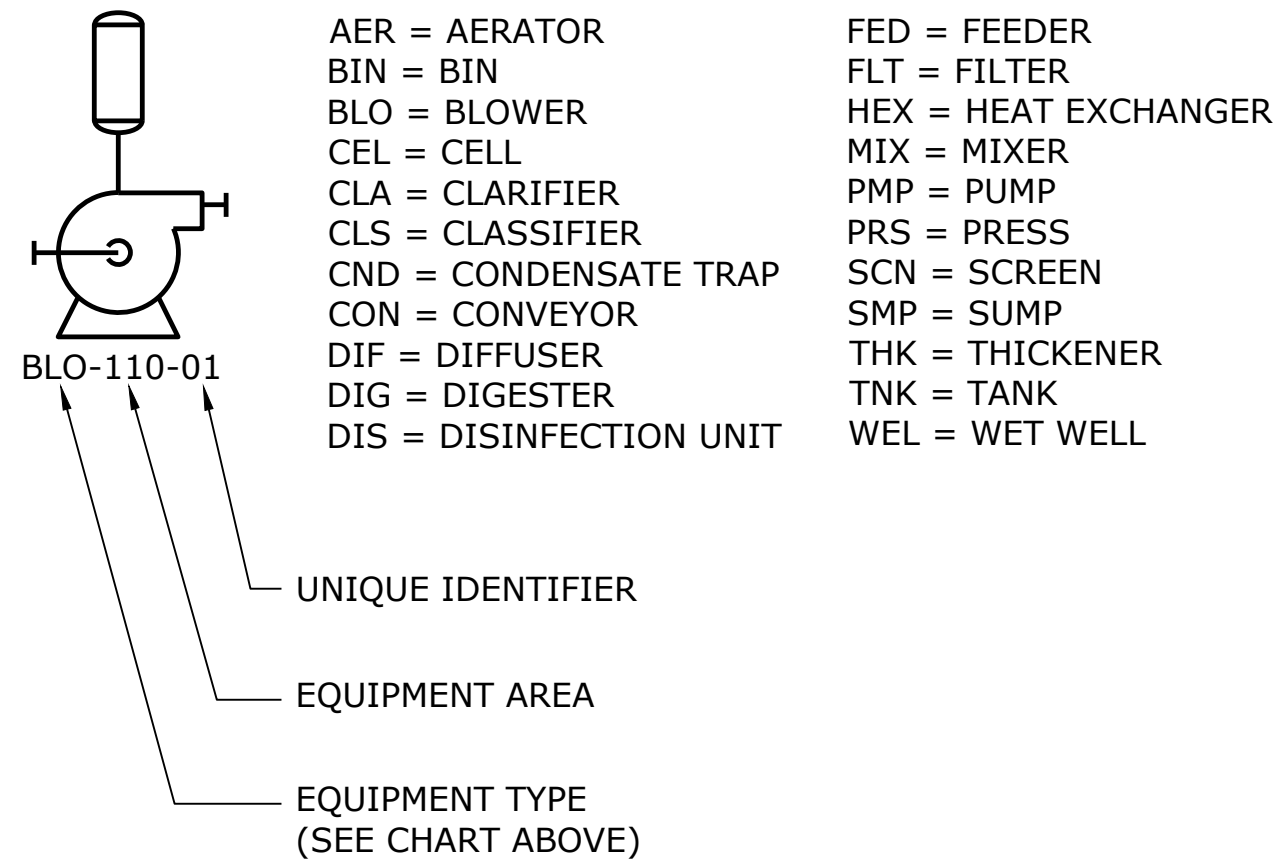 AER = AERATOR
BIN = BIN
BLO = BLOWER
CEL = CELL
CLA = CLARIFIER
CLS = CLASSIFIER
CND = CONDENSATE TRAP
CON = CONVEYOR
DIF = DIFFUSER
DIG = DIGESTER
DIS = DISINFECTION UNIT
FED = FEEDER
FLT = FILTER
HEX = HEAT EXCHANGER
MIX = MIXER
PMP = PUMP
PRS = PRESS
SCN = SCREEN
SMP = SUMP
THK = THICKENER
TNK = TANK
WEL = WET WELL
BLO-110-01
UNIQUE IDENTIFIER
EQUIPMENT AREA
EQUIPMENT TYPE
(SEE CHART ABOVE)